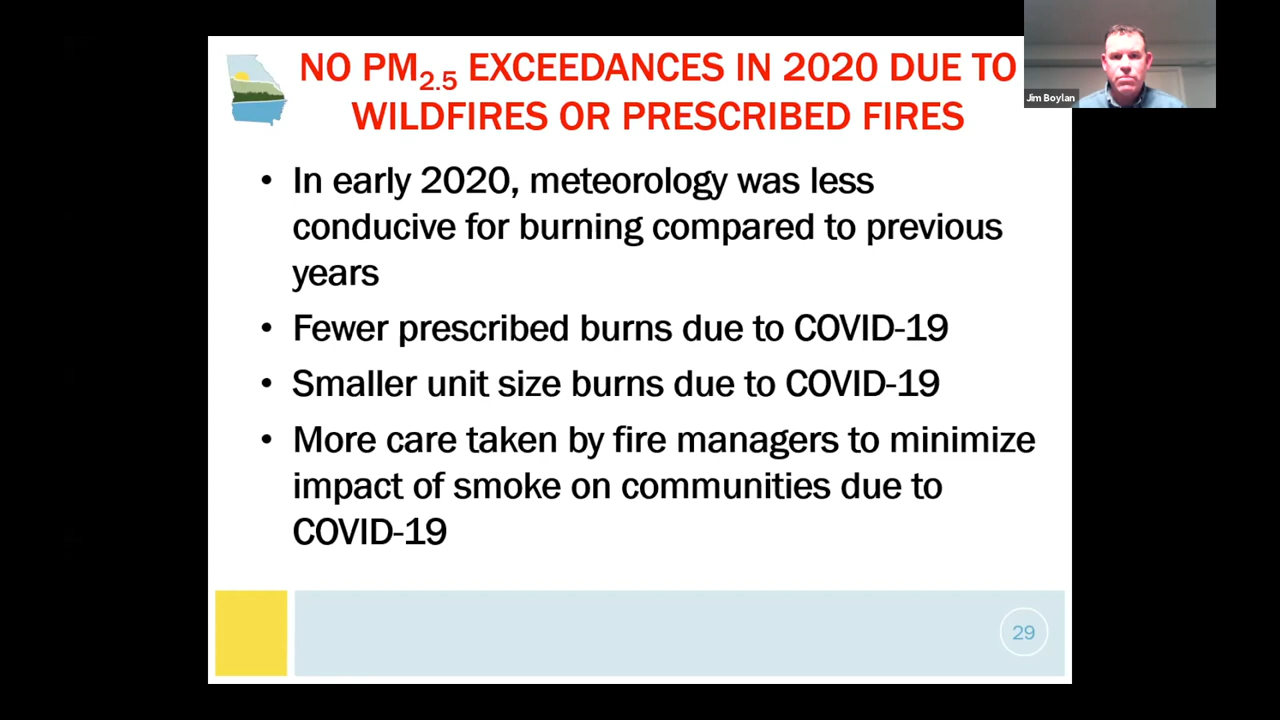 NO PM2.5 EXCEEDANCES IN 2020 DUE TO
WILDFIRES OR PRESCRIBED FIRES
Jim Boylan
• In early 2020, meteorology was less
conducive for burning compared to previous
years
• Fewer prescribed burns due to COVID-19
• Smaller unit size burns due to COVID-19
• More care taken by fire managers to minimize
impact of smoke on communities due to
COVID-19
29